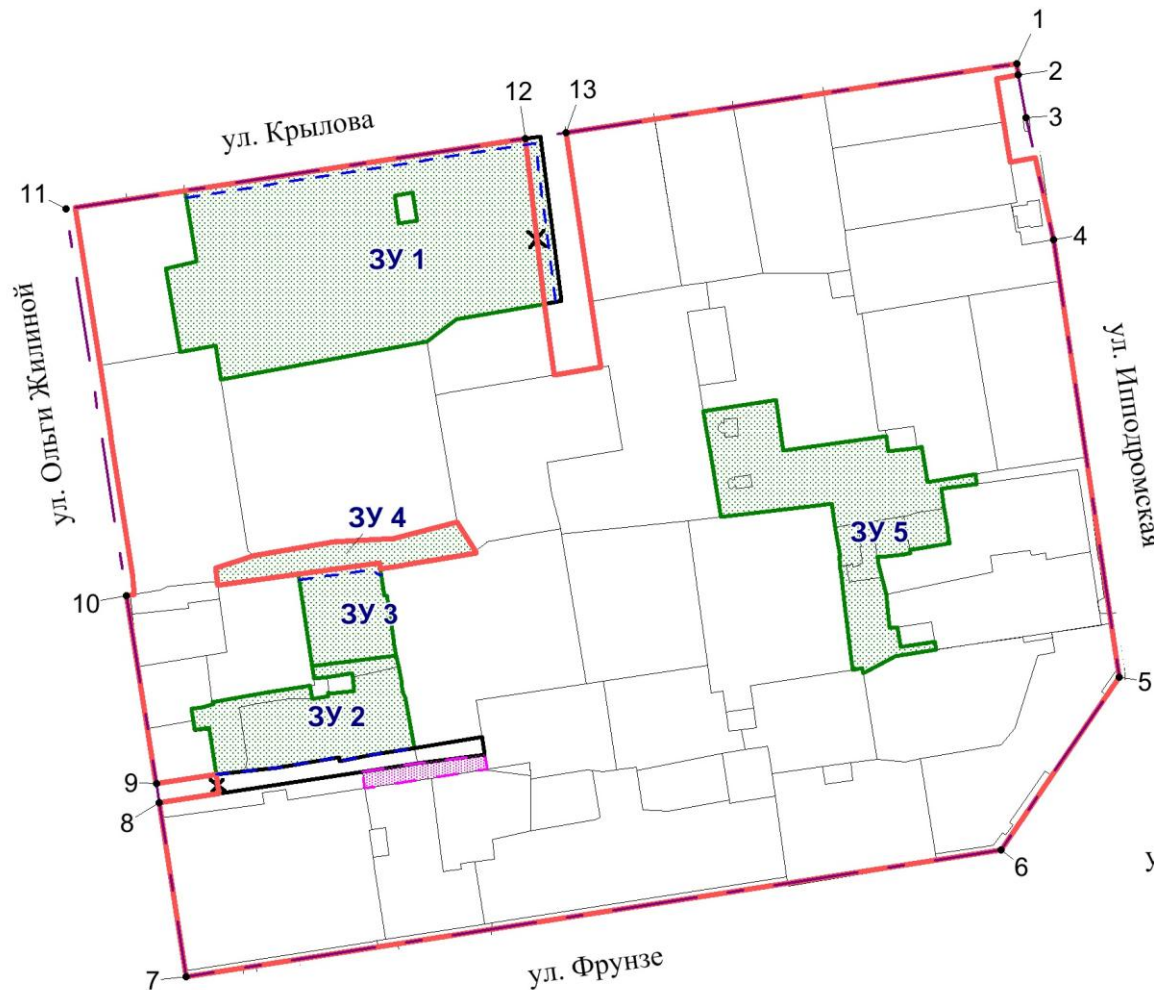 1
2
12
13
3
ул. Крылова
11
4
ЗУ 1
ул. Ольги Жилиной
ул. Ипподромская
ЗУ 4
ЗУ 5
10
ЗУ 3
5
ЗУ 2
9
8
6
у
7
ул. Фрунзе